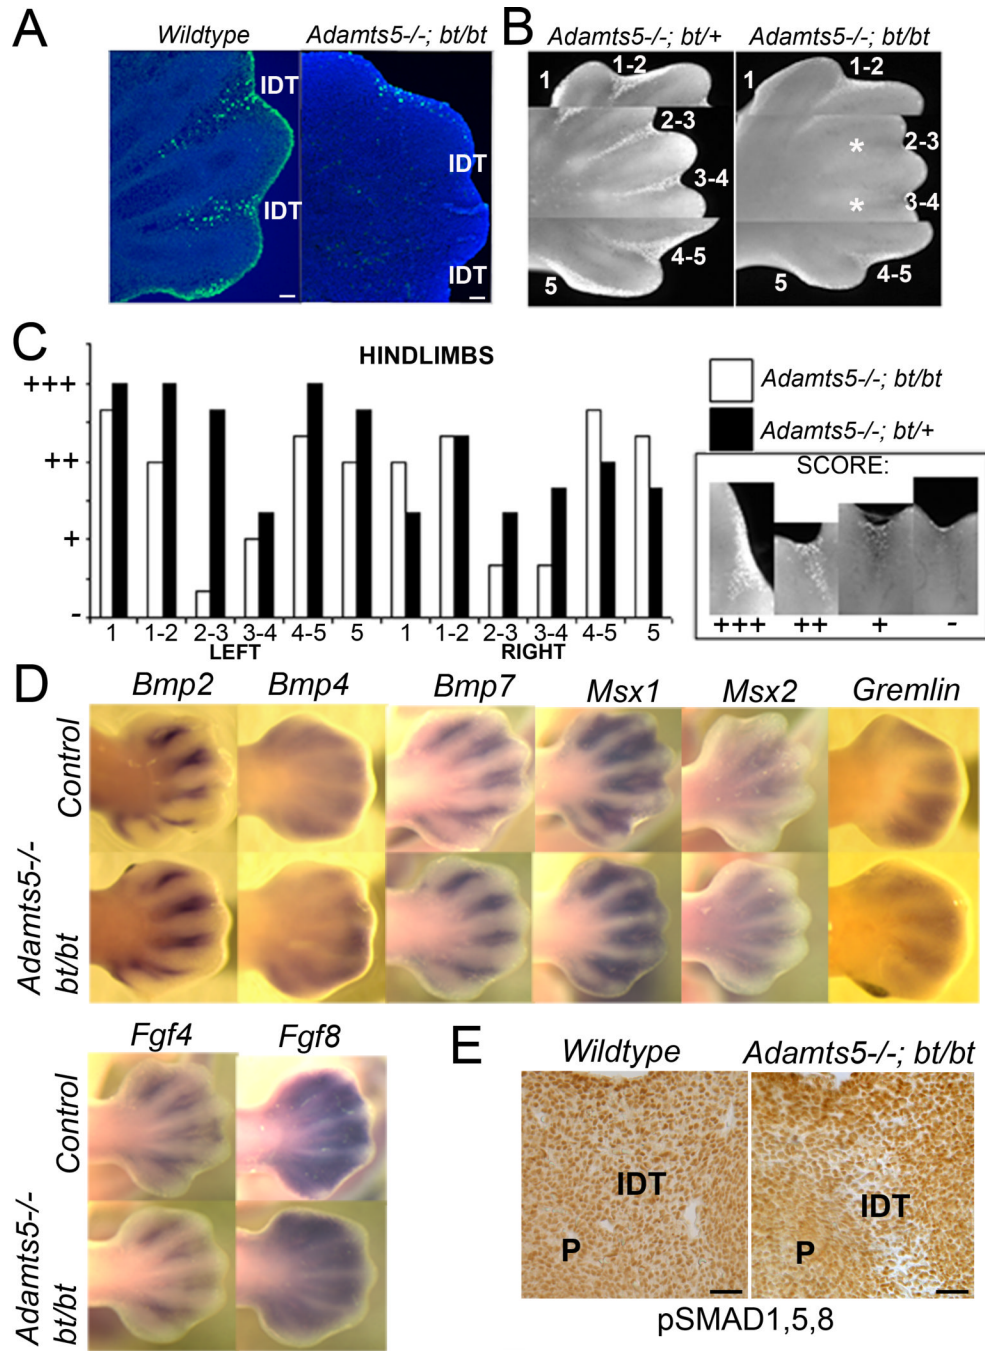 A
Wildtype
Adamts5-/-; bt/bt
IDT
IDT
IDT
IDT
B
Adamts5-/-; bt/+
Adamts5-/-; bt/bt
1
1-2
2-3
3-4
4-5
5
1
1-2
2-3
*
3-4
*
4-5
5
C
HINDLIMBS
+++
++
+
-
1 1-2 2-3 3-4 4-5 5 1 1-2 2-3 3-4 4-5 5
LEFT RIGHT
Adamts5-/-; bt/bt
Adamts5-/-; bt/+
SCORE:
+++ ++ + -
D
Bmp2 Bmp4 Bmp7 Msx1 Msx2 Gremlin
Control
Adamts5-/-
bt/bt
Fgf4 Fgf8
Control
Adamts5-/-
bt/bt
E
Wildtype
Adamts5-/-; bt/bt
IDT
P
IDT
P
pSMAD1,5,8